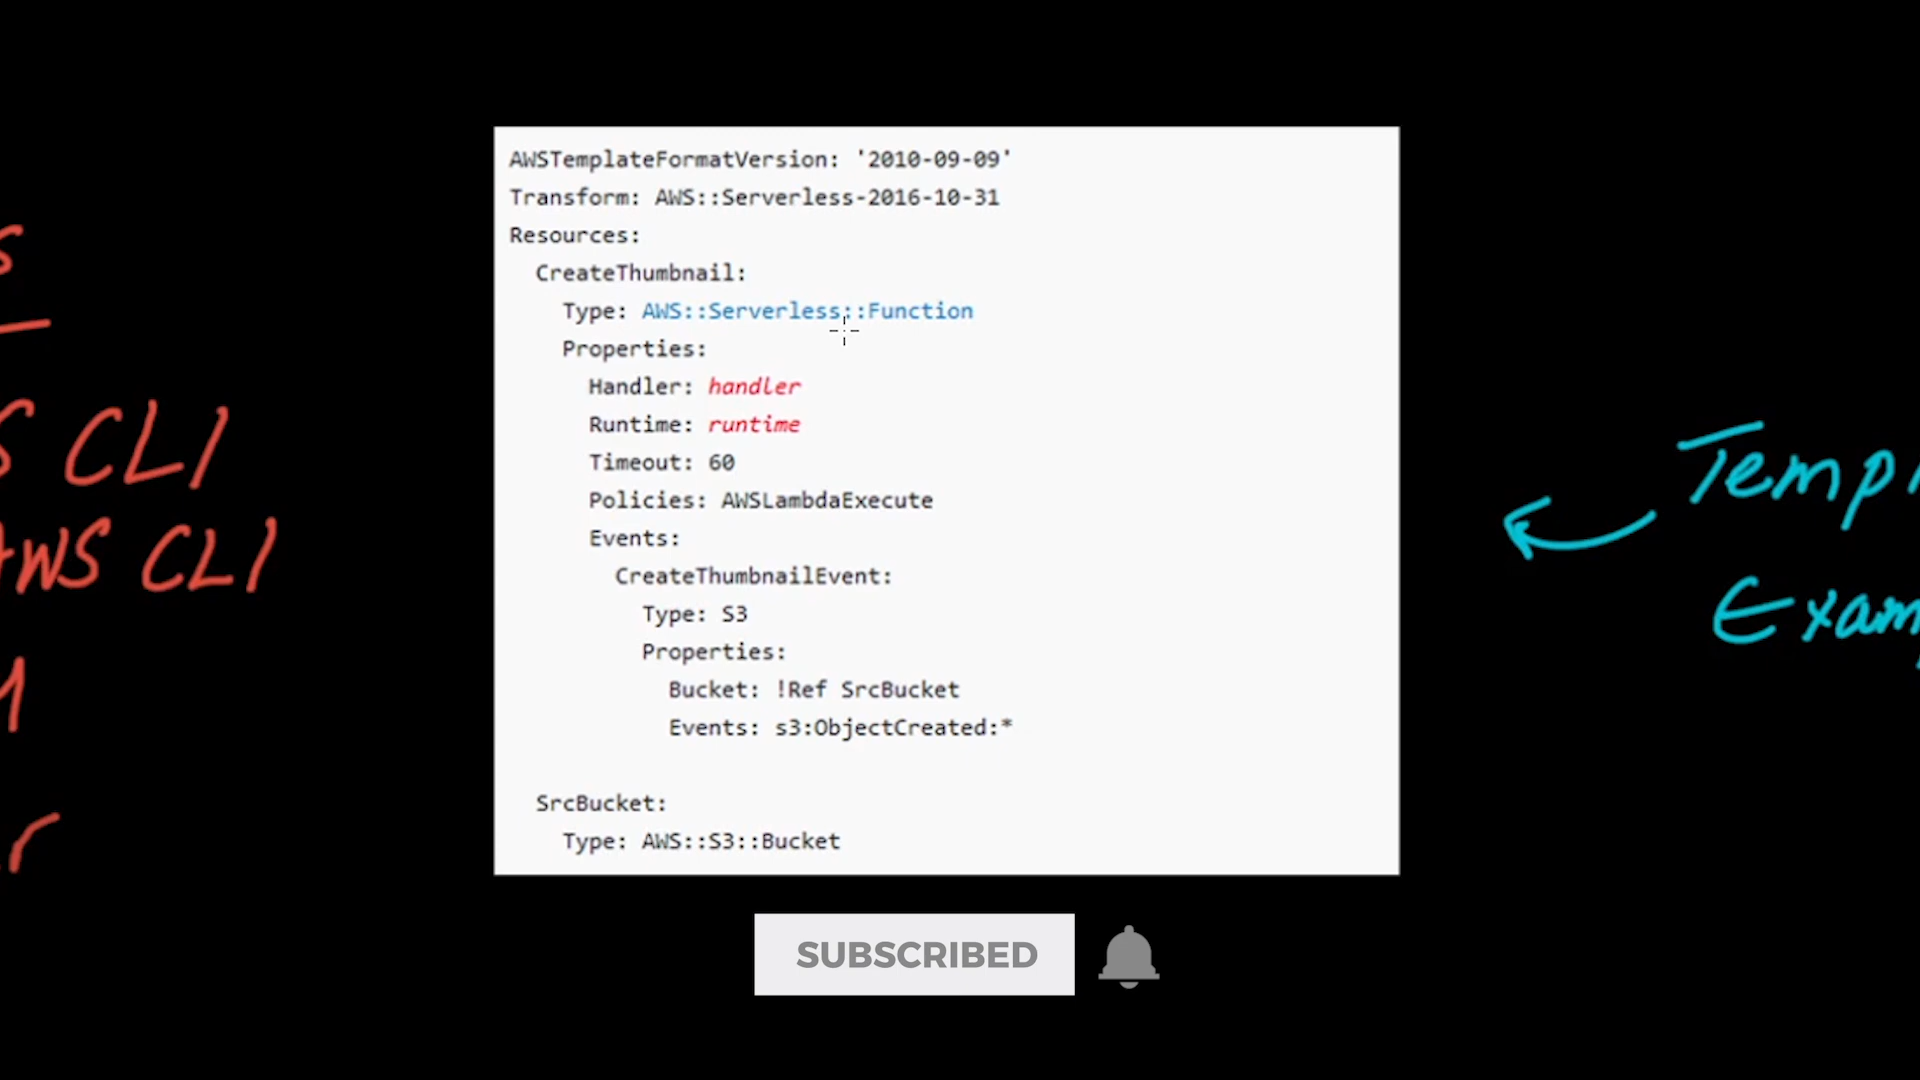 AWSTemplateFormatVersion: '2010-09-09'
Transform: AWS::Serverless-2016-10-31
Resources:
  CreateThumbnail:
    Type: AWS::Serverless::Function
    Properties:
      Handler: handler
      Runtime: runtime
      Timeout: 60
      Policies: AWSLambdaExecute
      Events:
        CreateThumbnailEvent:
          Type: S3
          Properties:
            Bucket: !Ref SrcBucket
            Events: s3:ObjectCreated:*
  SrcBucket:
    Type: AWS::S3::Bucket
S CLI
AWS CLI
Templ
Exam
SUBSCRIBED